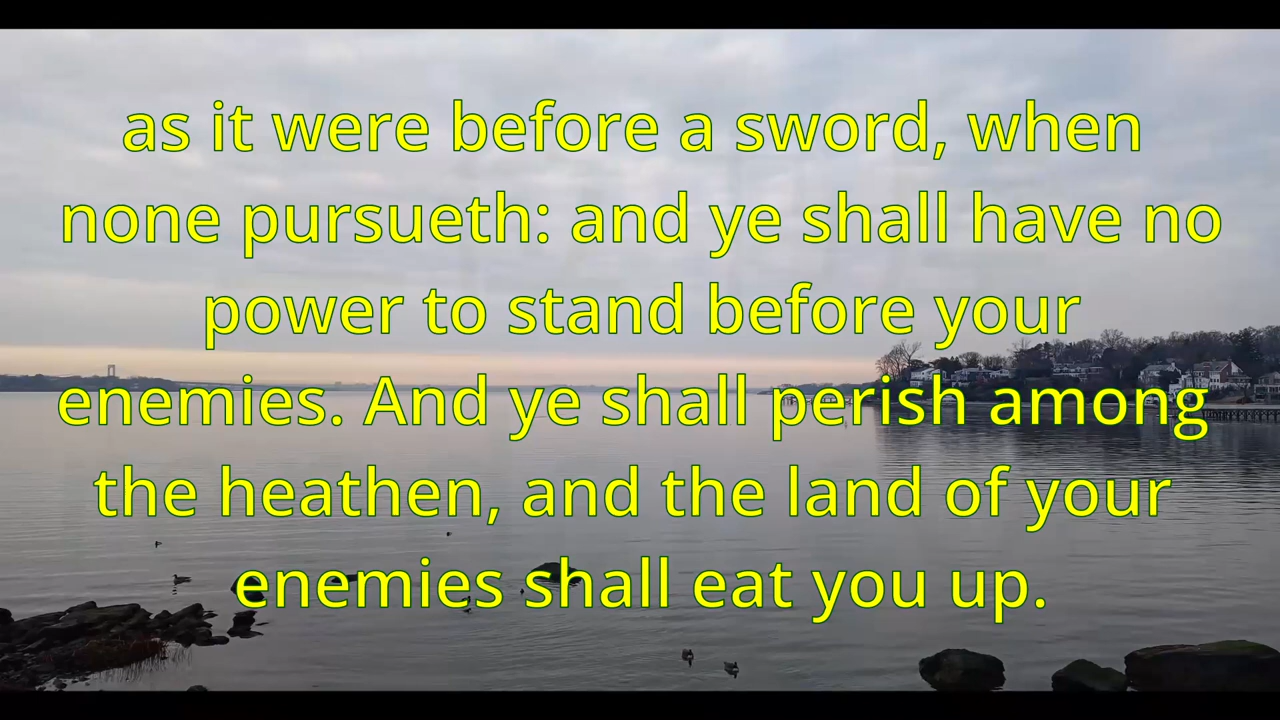 as it were before a sword, when
none pursueth: and ye shall have no
power to stand before your
enemies. And ye shall perish among
the heathen, and the land of your
enemies shall eat you up.